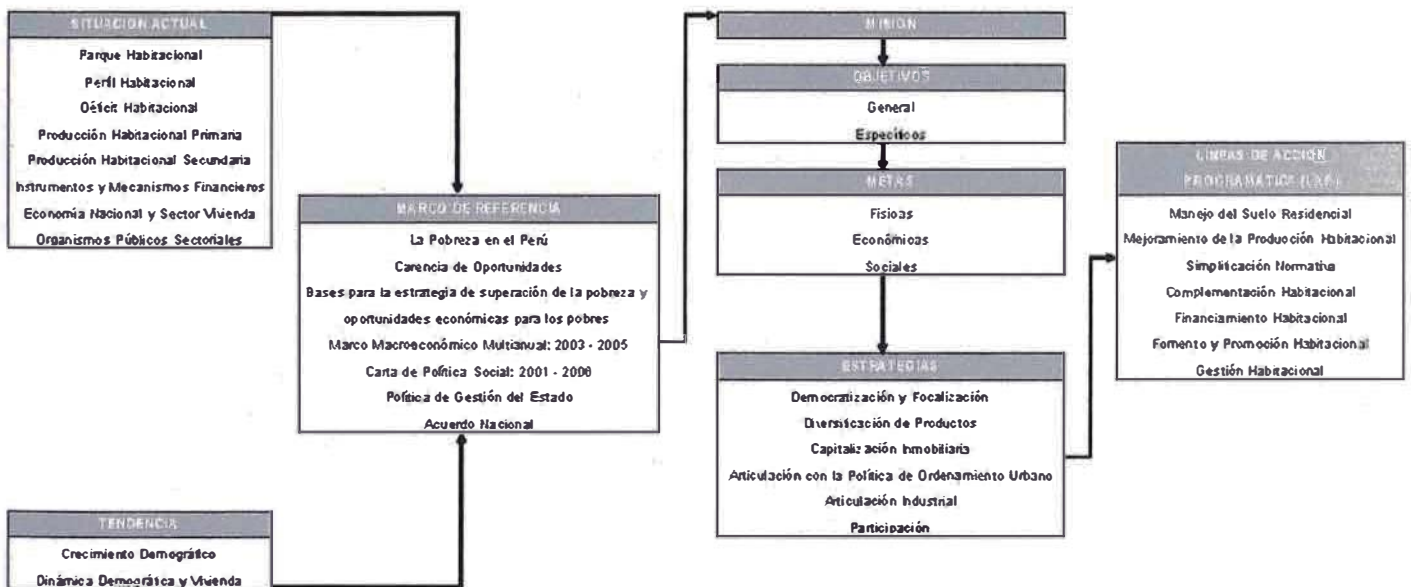 SITUACION ACTUAL
Parque Habitacional
Perfil Habitacional
Déficit Habitacional
Producción Habitacional Primaria
Producción Habitacional Secundaria
Instrumentos y Mecanismos Financieros
Economía Nacional y Sector Vivienda
Organismos Públicos Sectoriales
TENDENCIA
Crecimiento Demográfico
Dinámica Demográfica y Vivienda
MARCO DE REFERENCIA
La Pobreza en el Perú
Carencia de Oportunidades
Bases para la estrategia de superación de la pobreza y
oportunidades económicas para los pobres
Marco Macroeconómico Multianual: 2003 - 2005
Carta de Política Social: 2001 - 2006
Política de Gestión del Estado
Acuerdo Nacional
MISION
OBJETIVOS
General
Específicos
METAS
Físicas
Económicas
Sociales
ESTRATEGIAS
Democratización y Focalización
Diversificación de Productos
Capitalización Inmobiliaria
Articulación con la Política de Ordenamiento Urbano
Articulación Industrial
Participación
LINEAS DE ACCION
PROGRAMATICA (LAP)
Manejo del Suelo Residencial
Mejoramiento de la Producción Habitacional
Simplificación Normativa
Complementación Habitacional
Financiamiento Habitacional
Fomento y Promoción Habitacional
Gestión Habitacional